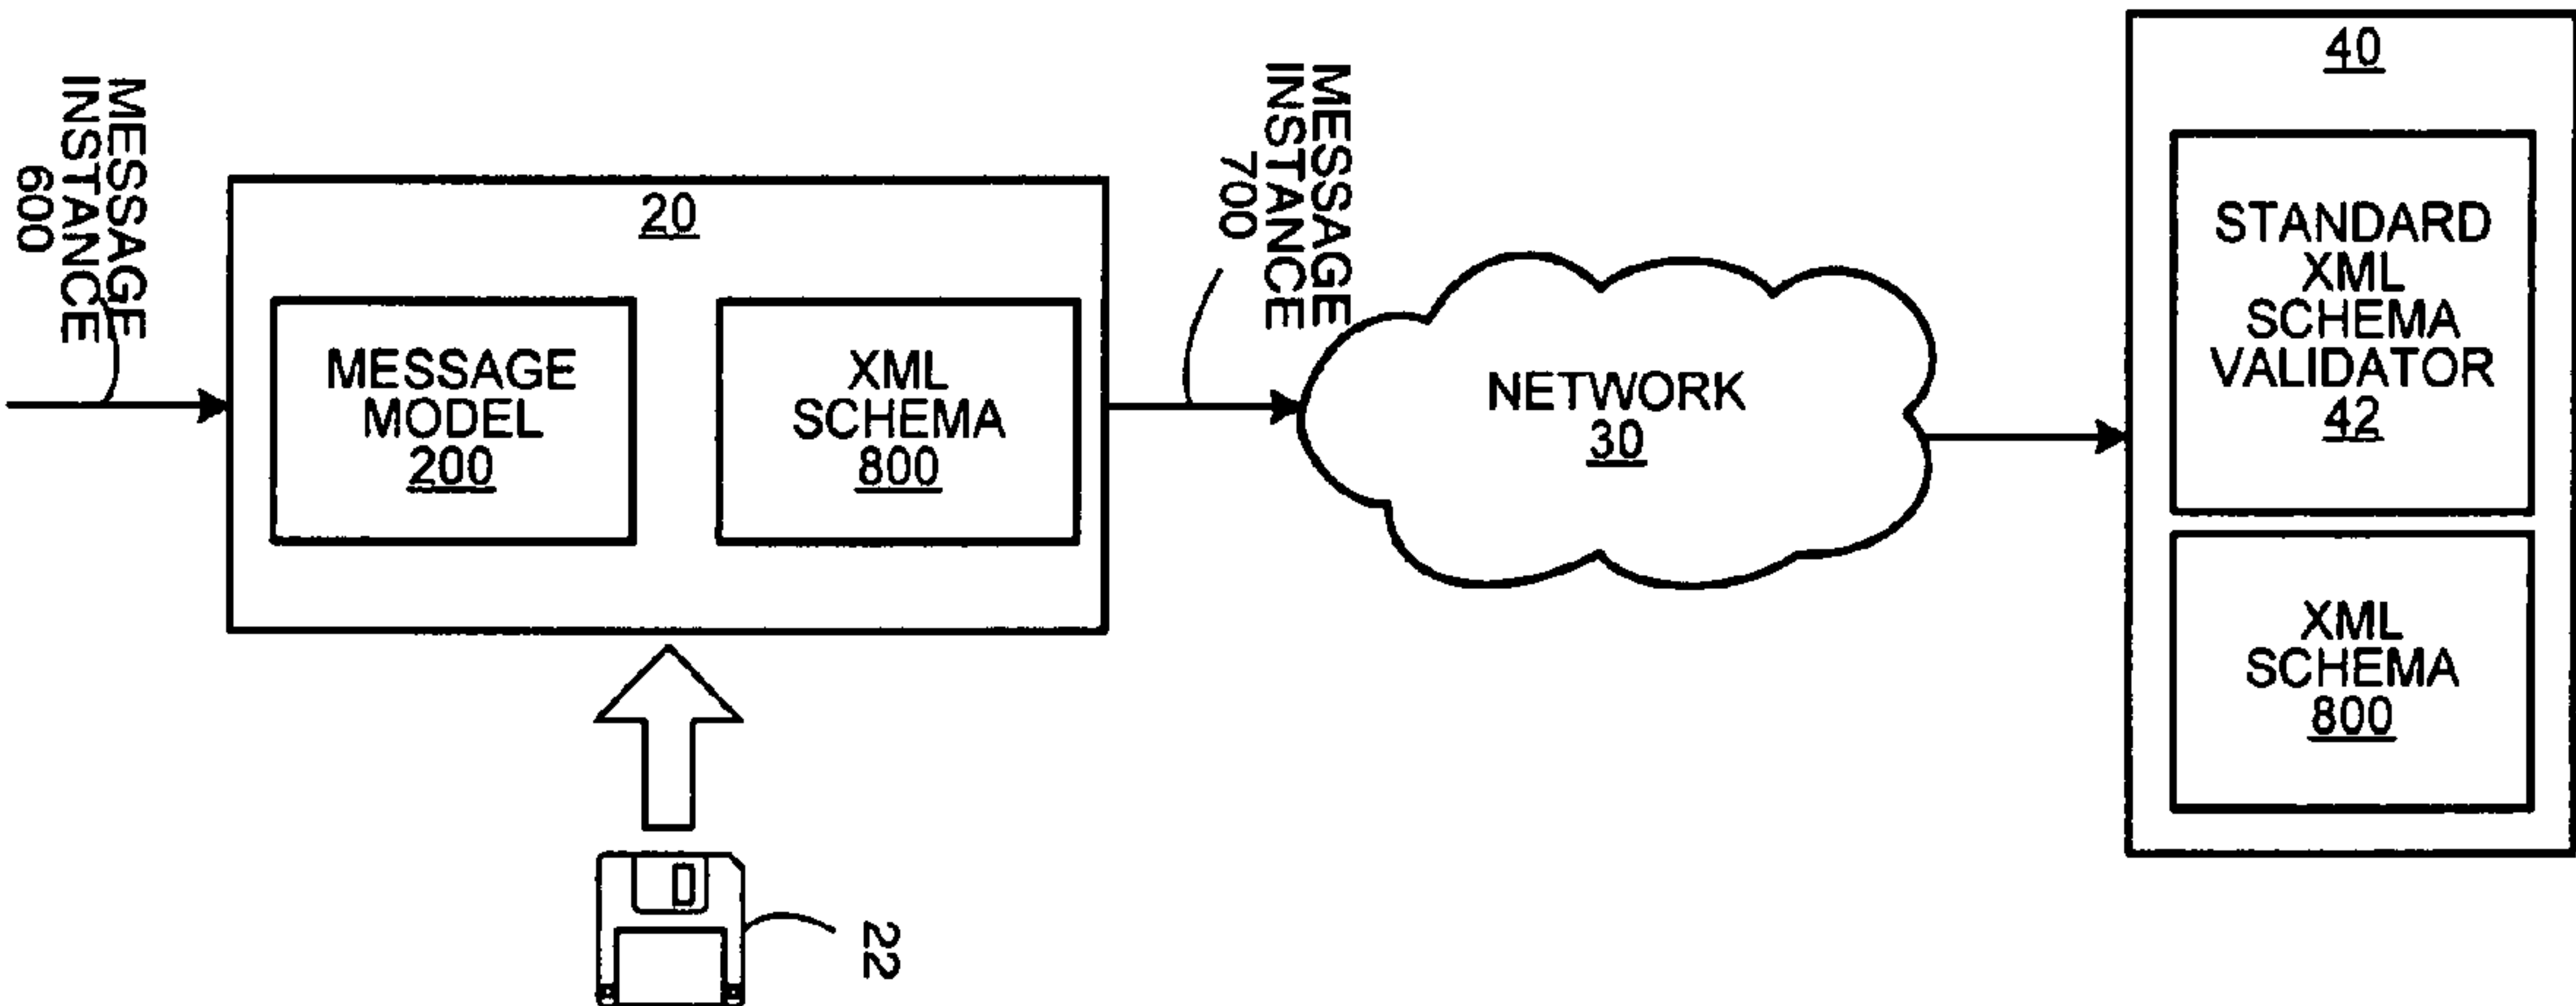 MESSAGE
INSTANCE
600
20
MESSAGE
MODEL
200
XML
SCHEMA
800
22
MESSAGE
INSTANCE
700
NETWORK
30
40
STANDARD
XML
SCHEMA
VALIDATOR
42
XML
SCHEMA
800